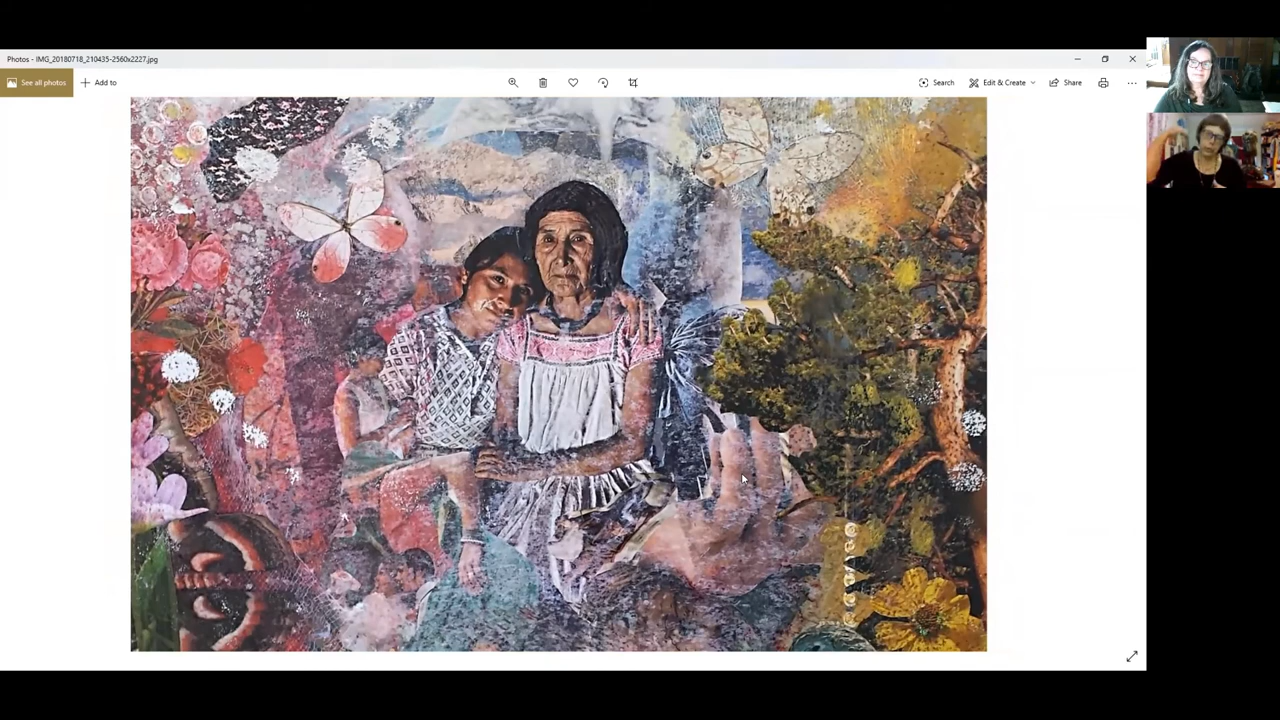 Photos - IMG_20180718_210435-2560x2227.jpg
See all photos
Add to
Search
Edit & Create
Share